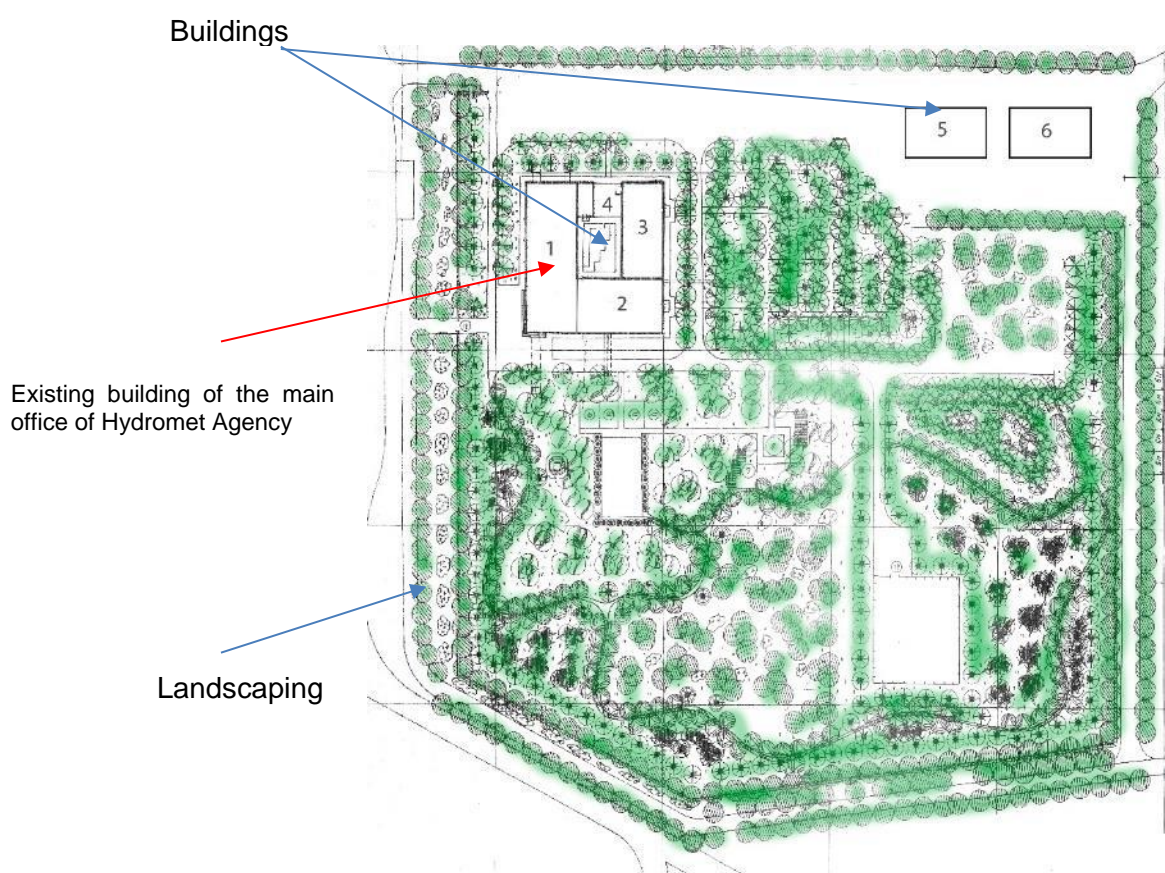 Buildings
5
6
4
3
1
2
Existing building of the main
office of Hydromet Agency
Landscaping